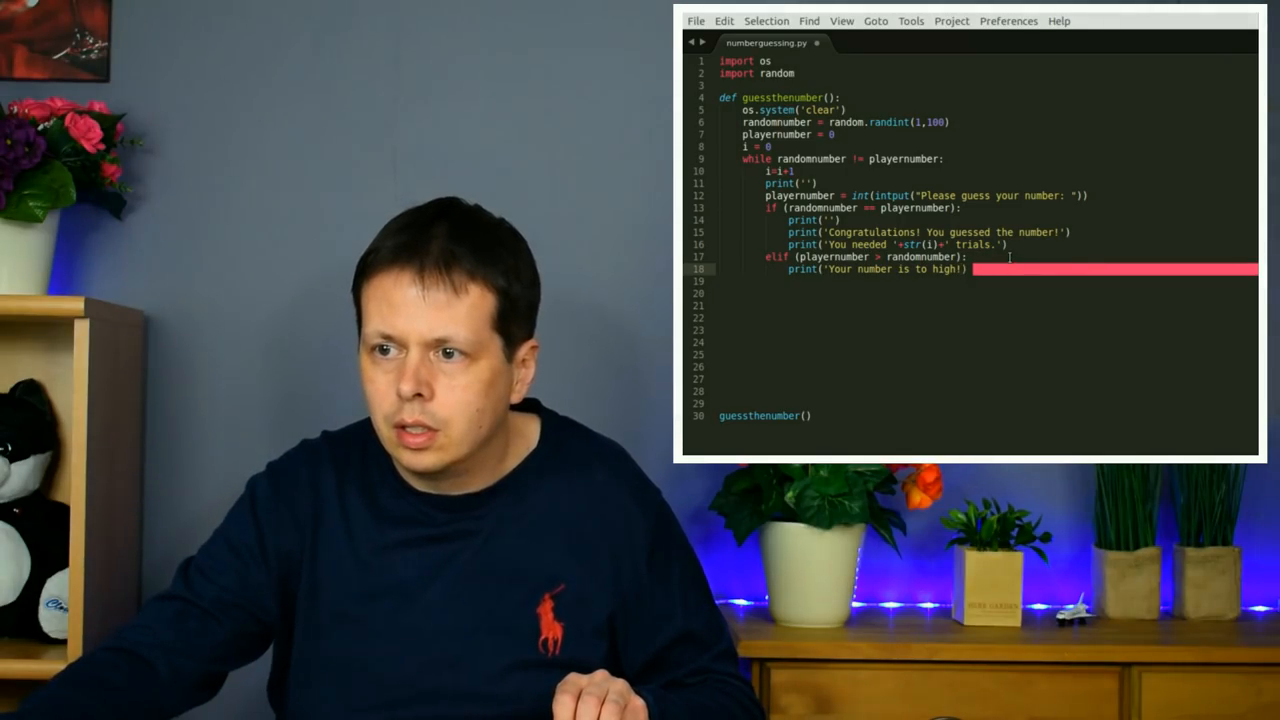 File Edit Selection Find View Goto Tools Project Preferences Help
numberguessing.py
1 import os
2 import random
3
4 def guessthenumber():
5 os.system('clear')
6 randomnumber = random.randint(1,100)
7 playernumber = 0
8 i = 0
9 while randomnumber != playernumber:
10 i=i+1
11 print('')
12 playernumber = int(intput("Please guess your number: "))
13 if (randomnumber == playernumber):
14 print('')
15 print('Congratulations! You guessed the number!')
16 print('You needed '+str(i)+' trials.')
17 elif (playernumber > randomnumber):
18 print('Your number is to high!)
19
20
21
22
23
24
25
26
27
28
29
30 guessthenumber()
HERB GARDEN